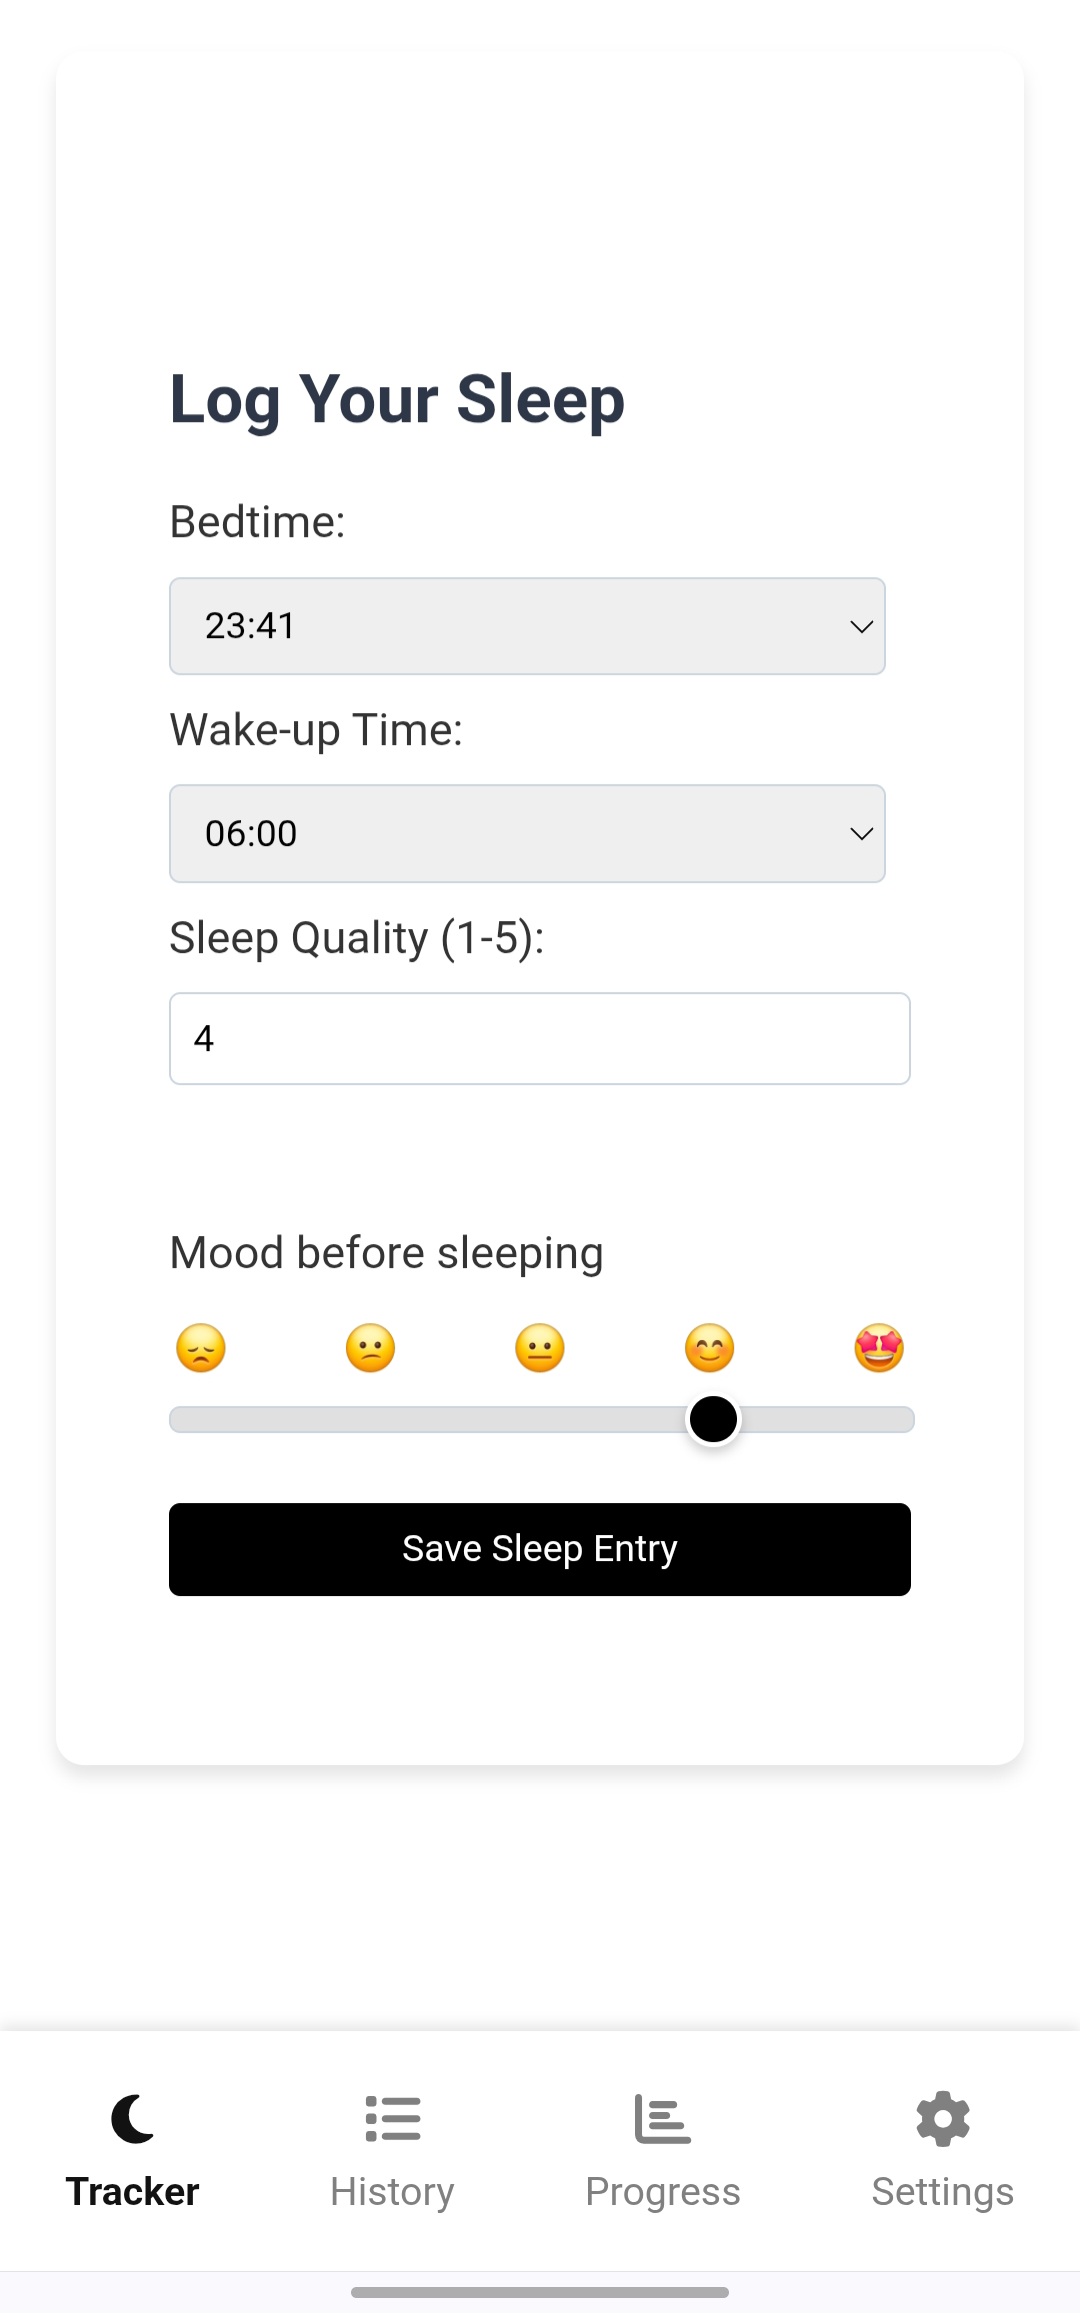 Log Your Sleep
Bedtime:
23:41
Wake-up Time:
06:00
Sleep Quality (1-5):
4
Mood before sleeping
Save Sleep Entry
Tracker
History
Progress
Settings